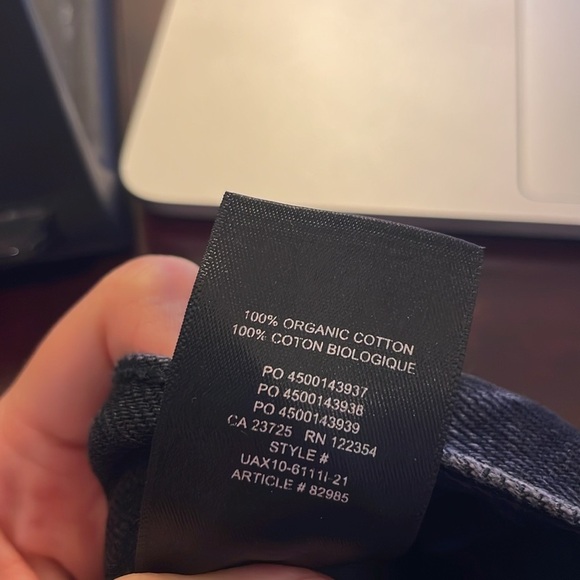 100% ORGANIC COTTON
100% COTON BIOLOGIQUE
PO 4500143937
PO 4500143938
PO 4500143939
CA 23725 RN 122354
STYLE #
UAX10-6111I-21
ARTICLE # 82985